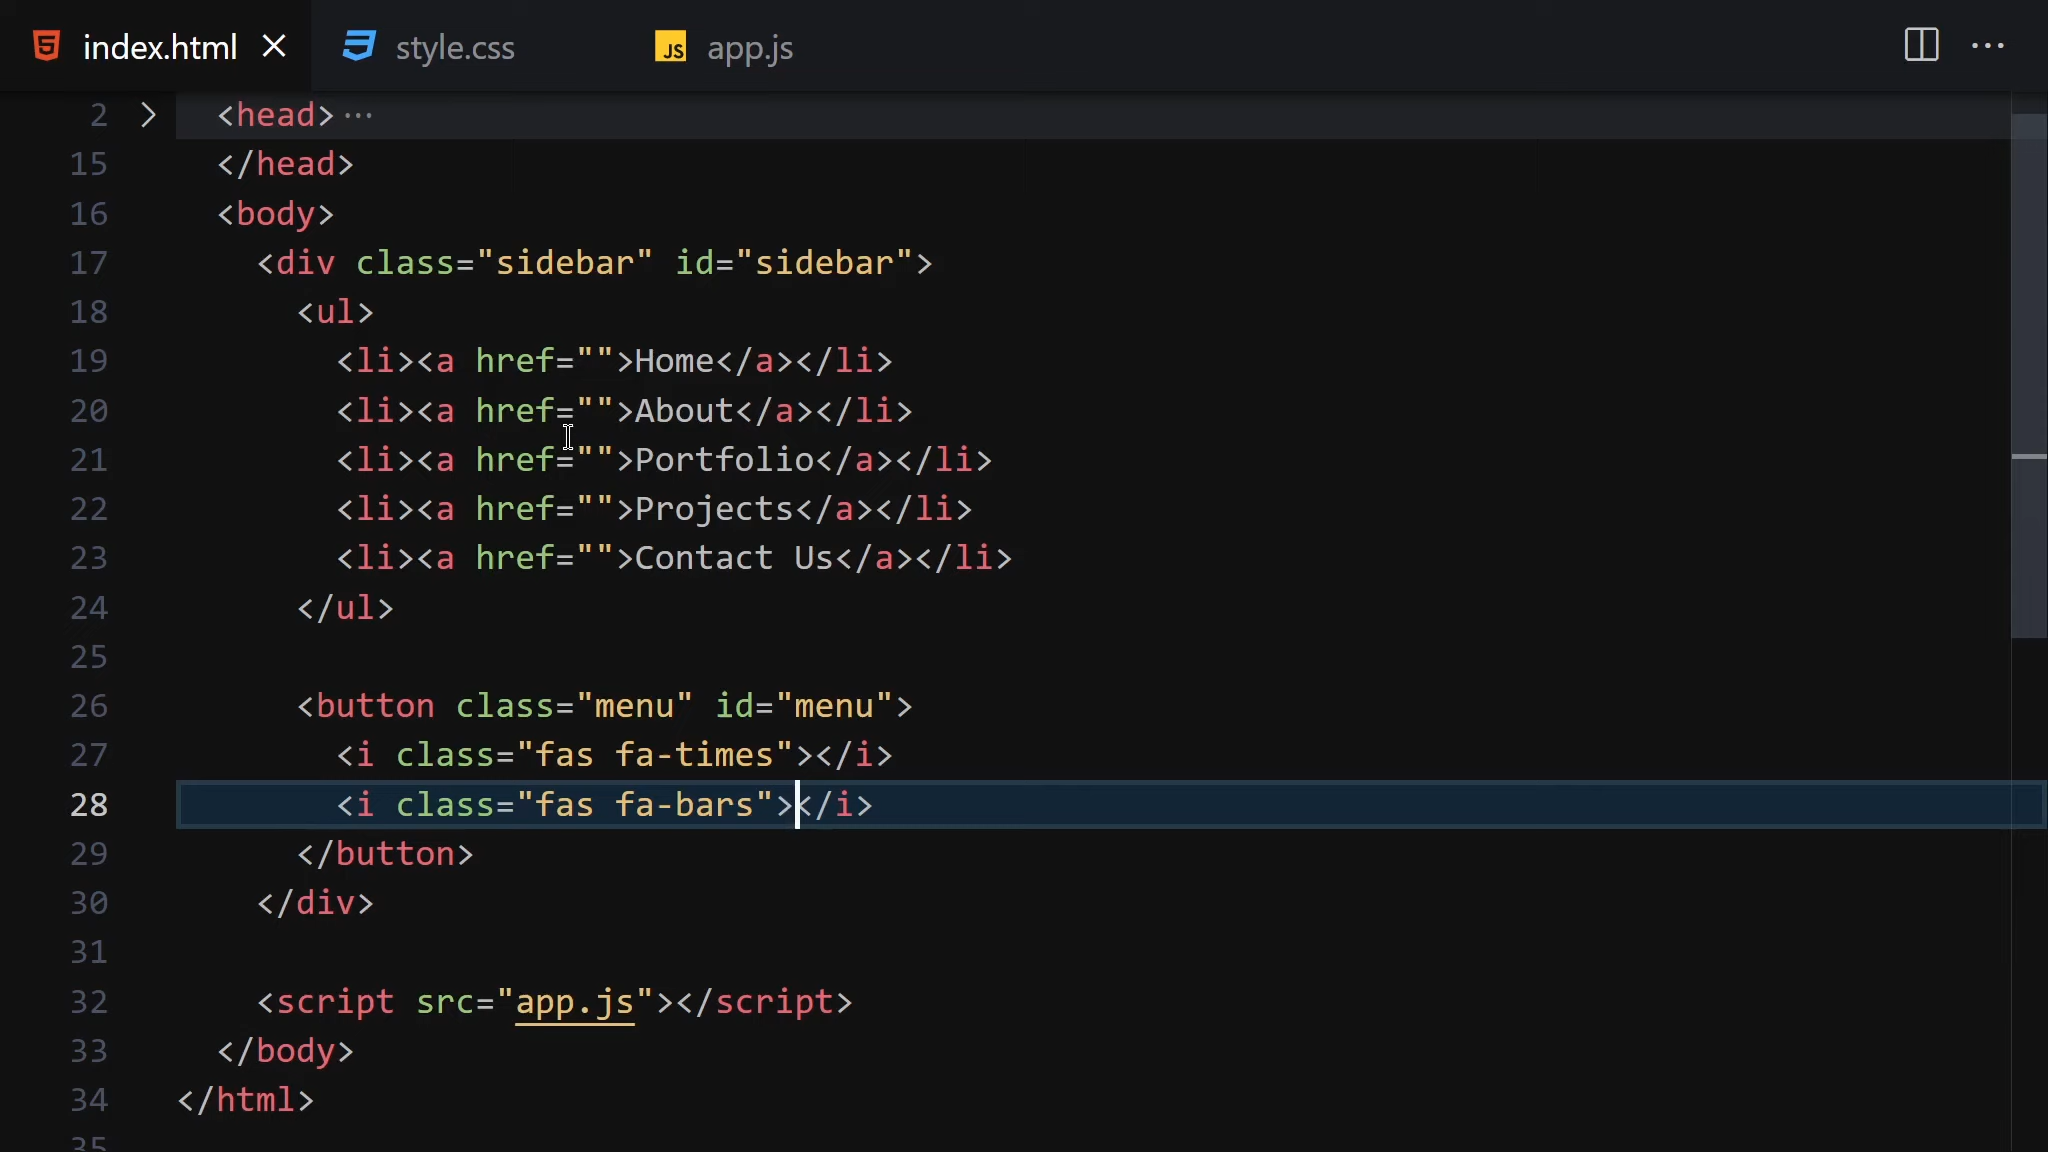 index.html style.css JS app.js
2 <head>···
15 </head>
16 <body>
17 <div class="sidebar" id="sidebar">
18 <ul>
19 <li><a href="">Home</a></li>
20 <li><a href="">About</a></li>
21 <li><a href="">Portfolio</a></li>
22 <li><a href="">Projects</a></li>
23 <li><a href="">Contact Us</a></li>
24 </ul>
25
26 <button class="menu" id="menu">
27 <i class="fas fa-times"></i>
28 <i class="fas fa-bars"></i>
29 </button>
30 </div>
31
32 <script src="app.js"></script>
33 </body>
34 </html>
35